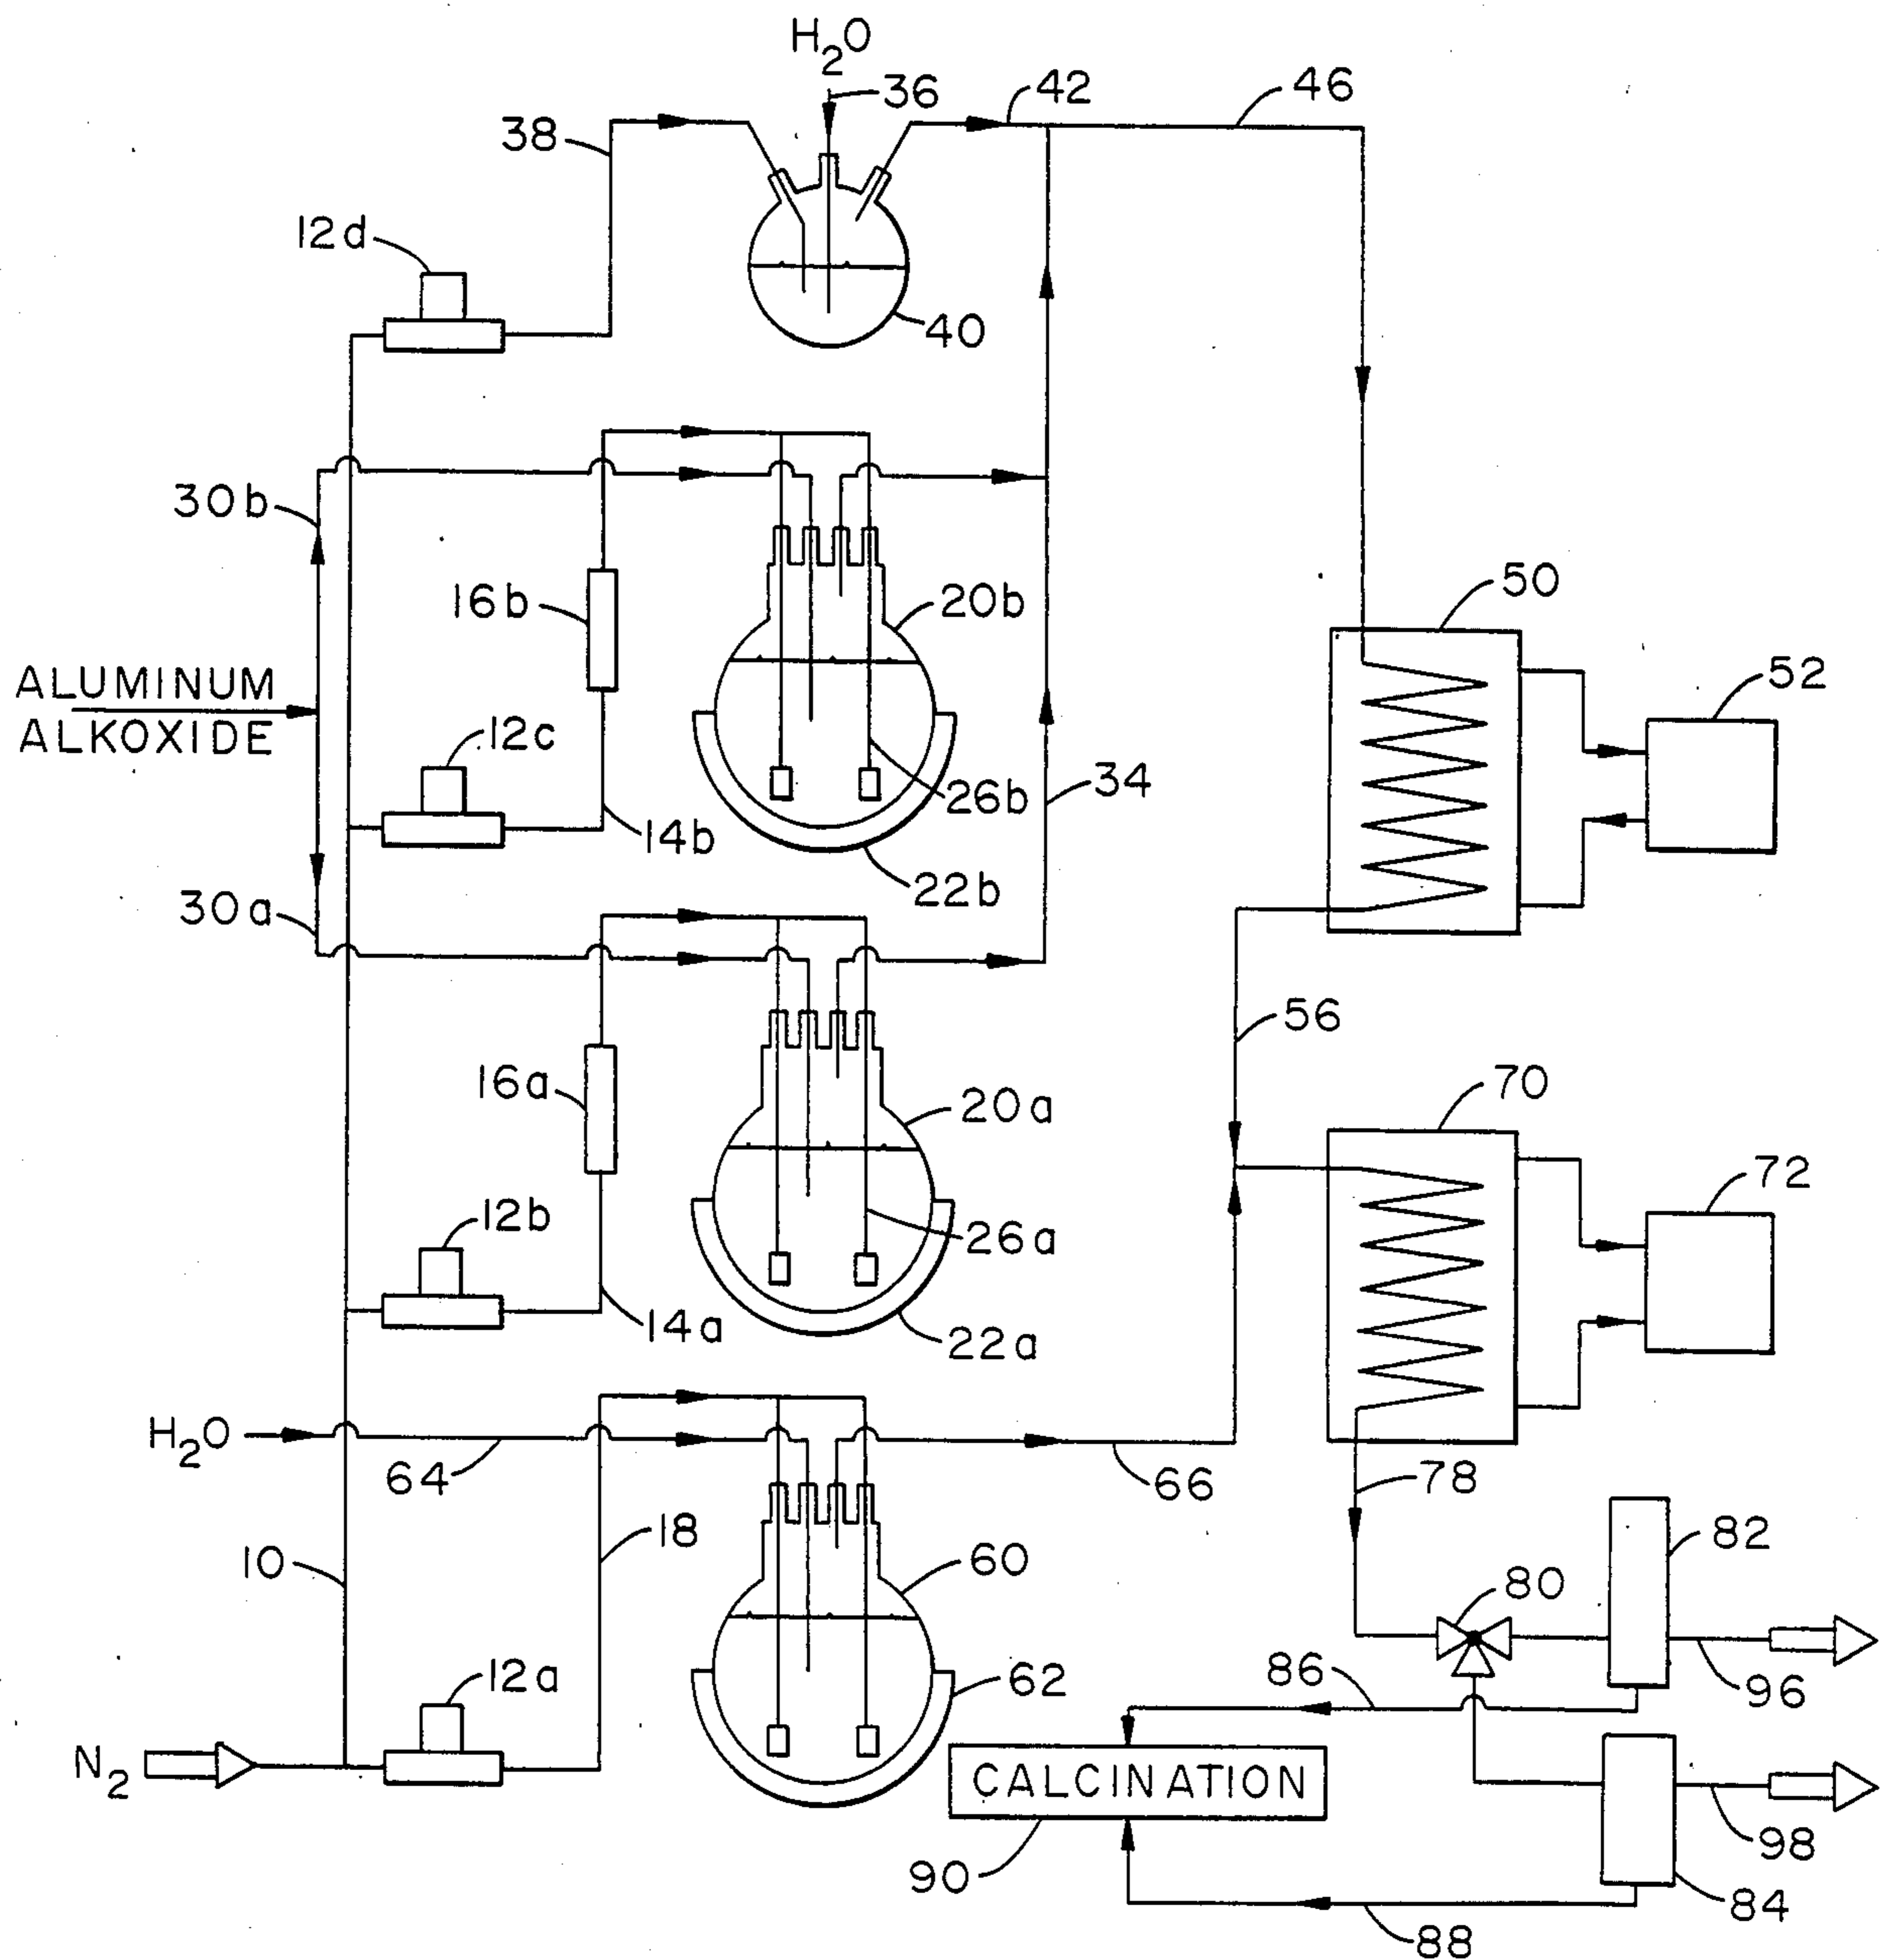 H2O
36
42
46
38
12d
40
30b
16b
20b
50
ALUMINUM
ALKOXIDE
52
12c
26b
34
14b
22b
30a
56
16a
20a
70
72
12b
26a
14a
22a
H2O
64
66
78
18
82
10
60
80
12a
62
86
96
N2
CALCINATION
98
90
84
88